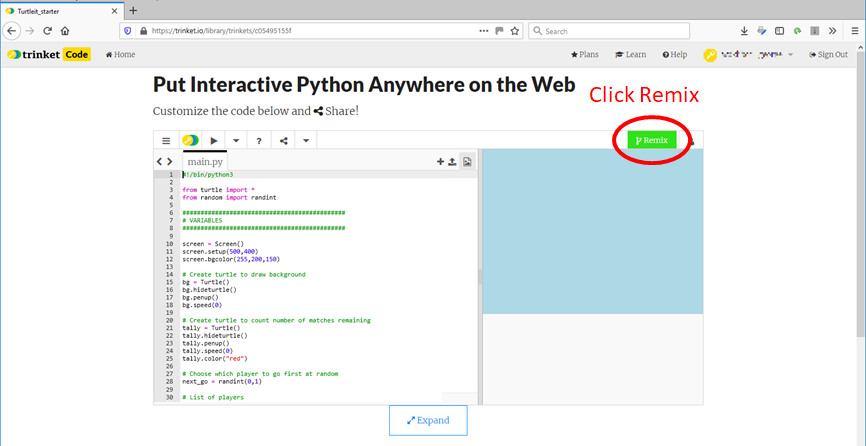 Turtleit_starter
https://trinket.io/library/trinkets/c05495155f
Search
trinket Code
Home
Plans
Learn
Help
Sign Out
Put Interactive Python Anywhere on the Web
Customize the code below and Share!
Click Remix
?
Remix
main.py
1 #!/bin/python3
2
3 from turtle import *
4 from random import randint
5
6 #############################################
7 # VARIABLES
8 #############################################
9
10 screen = Screen()
11 screen.setup(500,400)
12 screen.bgcolor(255,200,150)
13
14 # Create turtle to draw background
15 bg = Turtle()
16 bg.hideturtle()
17 bg.penup()
18 bg.speed(0)
19
20 # Create turtle to count number of matches remaining
21 tally = Turtle()
22 tally.hideturtle()
23 tally.penup()
24 tally.speed(0)
25 tally.color("red")
26
27 # Choose which player to go first at random
28 next_go = randint(0,1)
29
30 # List of players
Expand